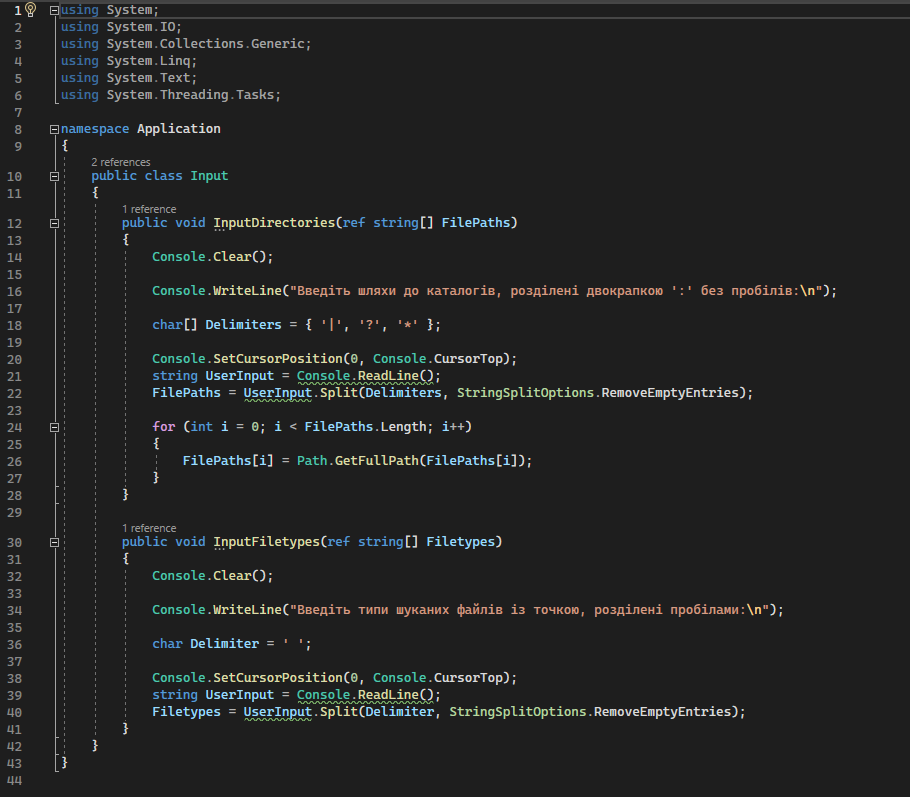 1 using System;
2 using System.IO;
3 using System.Collections.Generic;
4 using System.Linq;
5 using System.Text;
6 using System.Threading.Tasks;
7
8 namespace Application
9 {
2 references
10 public class Input
11 {
1 reference
12 public void InputDirectories(ref string[] FilePaths)
13 {
14 Console.Clear();
15
16 Console.WriteLine("Введіть шляхи до каталогів, розділені двокрапкою ':' без пробілів:\n");
17
18 char[] Delimiters = { '|', '?', '*' };
19
20 Console.SetCursorPosition(0, Console.CursorTop);
21 string UserInput = Console.ReadLine();
22 FilePaths = UserInput.Split(Delimiters, StringSplitOptions.RemoveEmptyEntries);
23
24 for (int i = 0; i < FilePaths.Length; i++)
25 {
26 FilePaths[i] = Path.GetFullPath(FilePaths[i]);
27 }
28 }
29
1 reference
30 public void InputFiletypes(ref string[] Filetypes)
31 {
32 Console.Clear();
33
34 Console.WriteLine("Введіть типи шуканих файлів із точкою, розділені пробілами:\n");
35
36 char Delimiter = ' ';
37
38 Console.SetCursorPosition(0, Console.CursorTop);
39 string UserInput = Console.ReadLine();
40 Filetypes = UserInput.Split(Delimiter, StringSplitOptions.RemoveEmptyEntries);
41 }
42 }
43 }
44